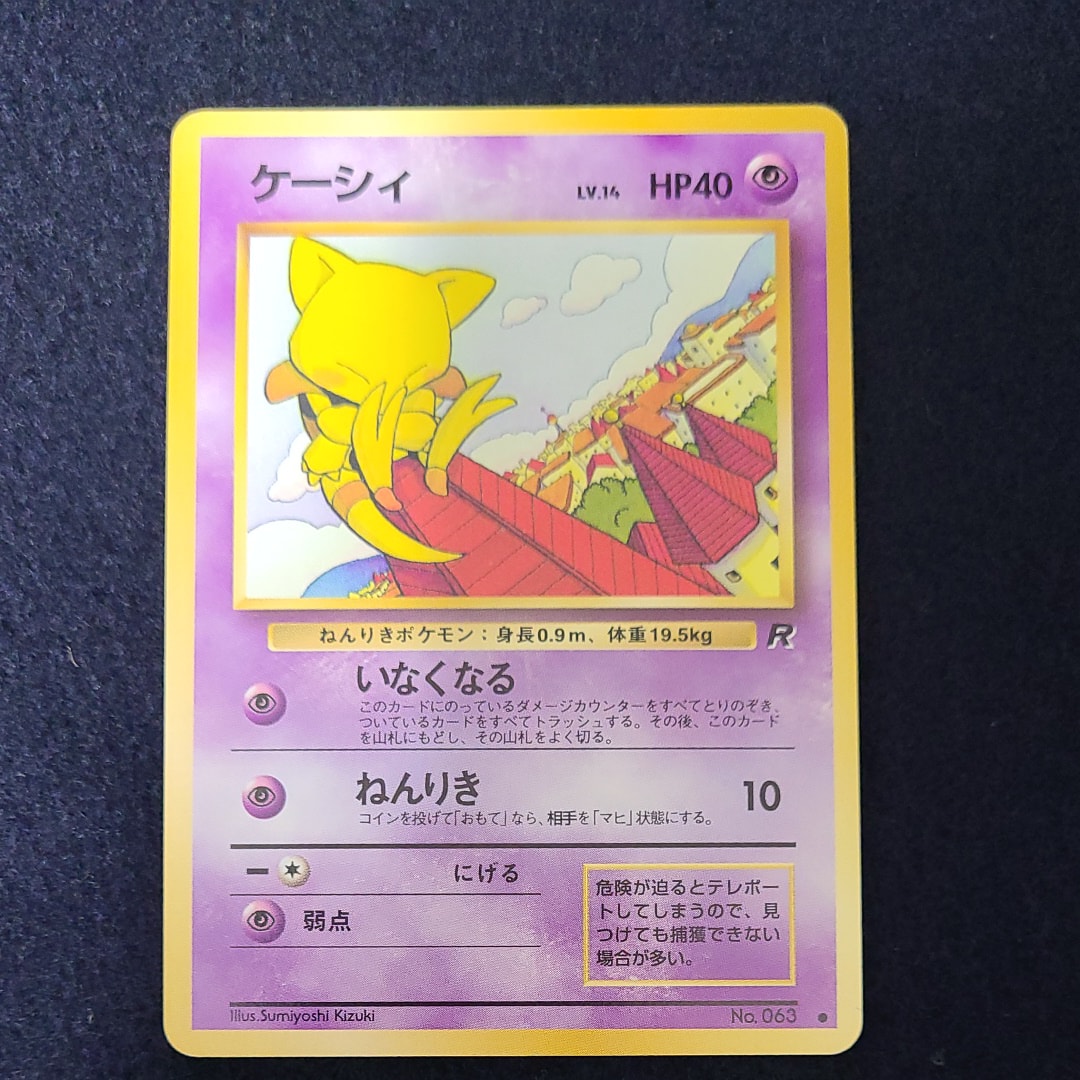 ケーシィ LV.14 HP40
ねんりきポケモン：身長0.9m、体重19.5kg R
いなくなる
このカードにのっているダメージカウンターをすべてとりのぞき、
ついているカードをすべてトラッシュする。その後、このカード
を山札にもどし、その山札をよく切る。
ねんりき 10
コインを投げて「おもて」なら、相手を「マヒ」状態にする。
にげる
弱点
危険が迫るとテレポー
トしてしまうので、見
つけても捕獲できない
場合が多い。
Illus.Sumiyoshi Kizuki No. 063 ●